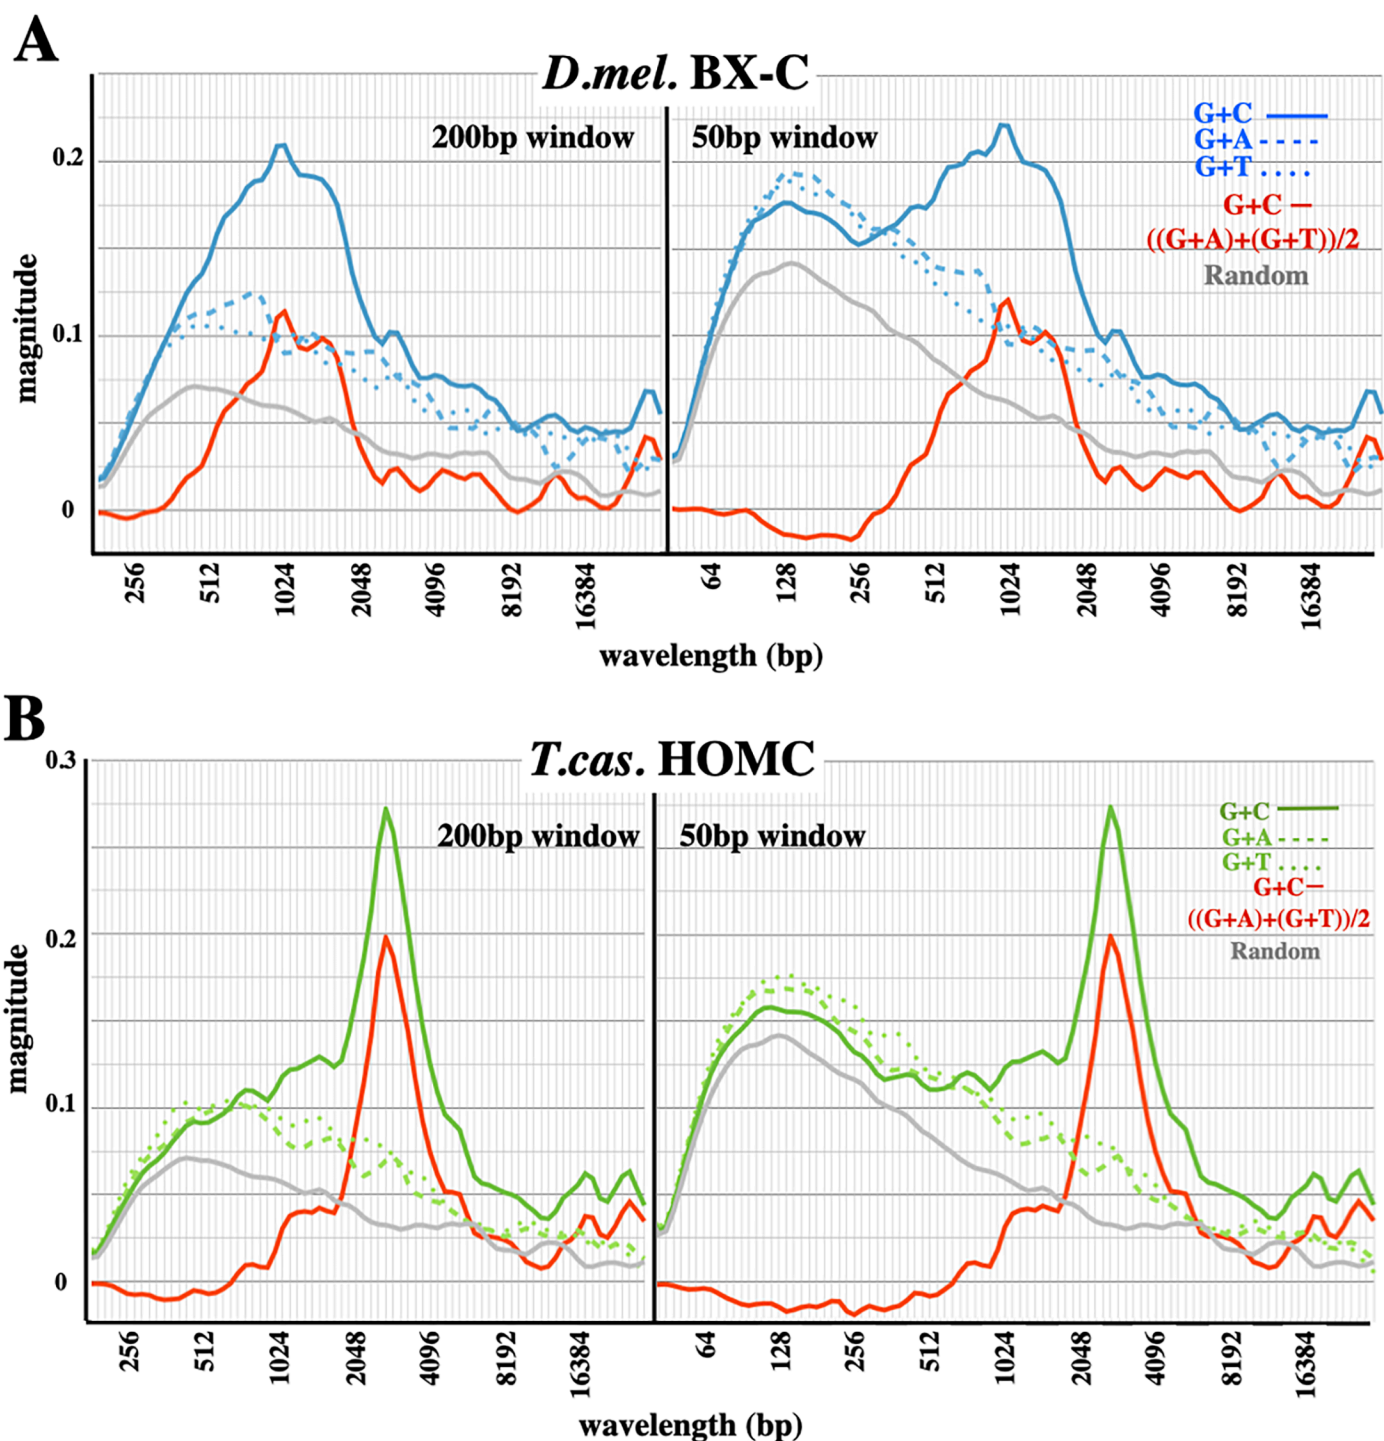 A
D.mel. BX-C
200bp window
50bp window
G+C
G+A
G+T
G+C –
((G+A)+(G+T))/2
Random
magnitude
0.2
0.1
0
256 512 1024 2048 4096 8192 16384
64 128 256 512 1024 2048 4096 8192 16384
wavelength (bp)
B
T.cas. HOMC
200bp window
50bp window
G+C
G+A
G+T
G+C–
((G+A)+(G+T))/2
Random
magnitude
0.3
0.2
0.1
0
256 512 1024 2048 4096 8192 16384
64 128 256 512 1024 2048 4096 8192 16384
wavelength (bp)